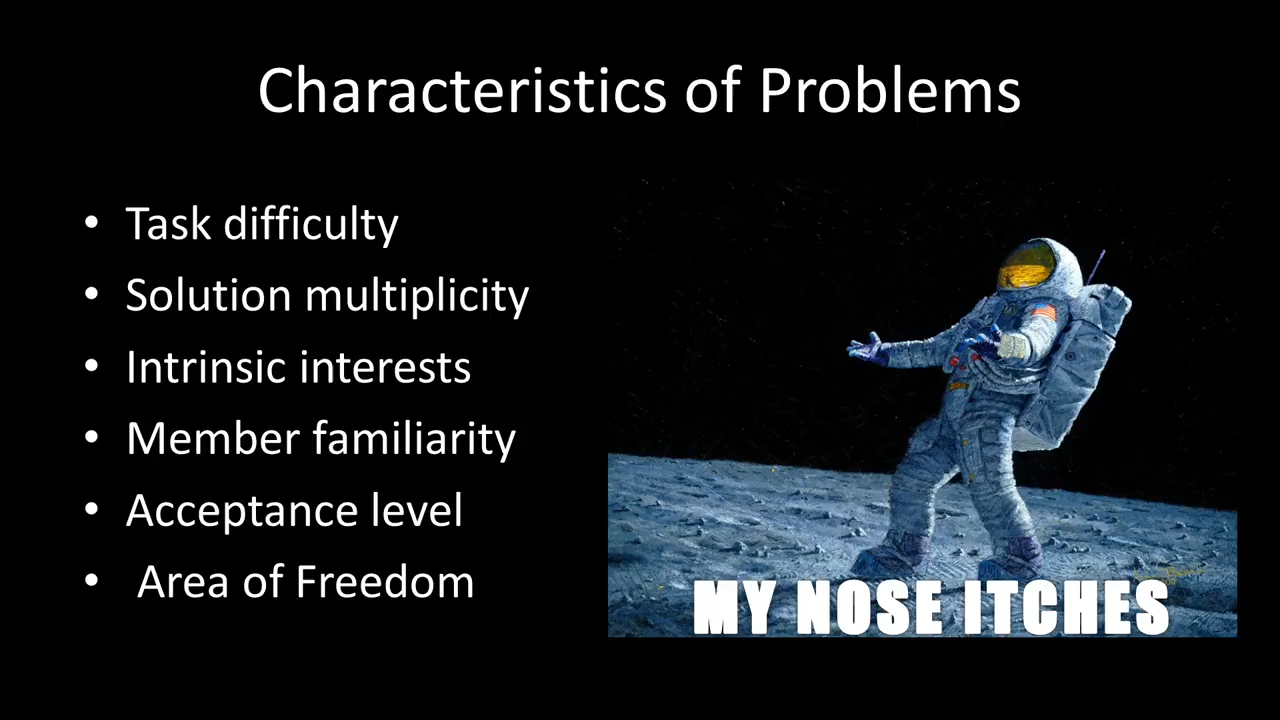 Characteristics of Problems
• Task difficulty
• Solution multiplicity
• Intrinsic interests
• Member familiarity
• Acceptance level
• Area of Freedom
MY NOSE ITCHES